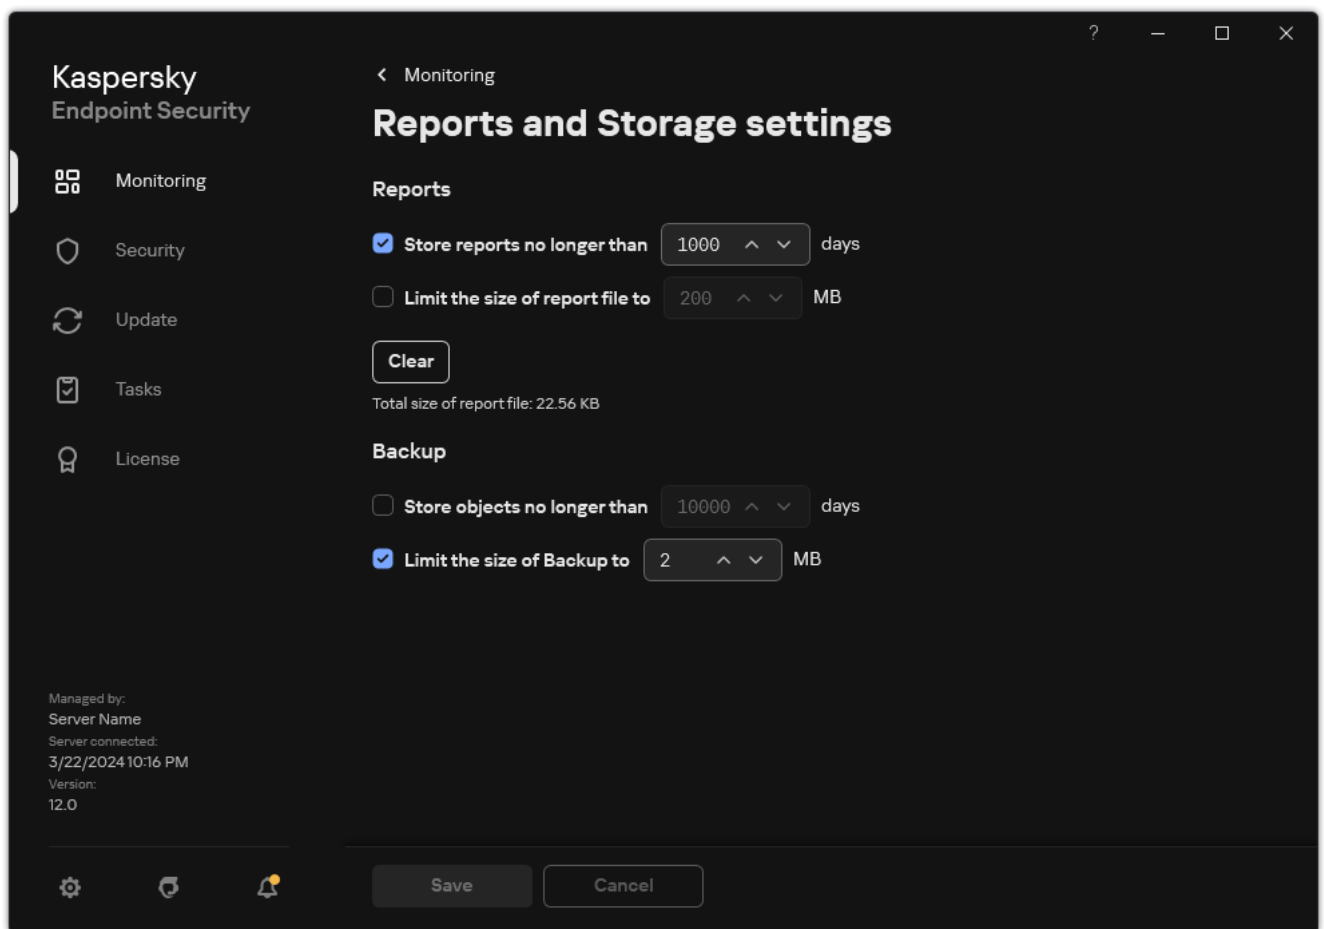 ?
Kaspersky
Endpoint Security
Monitoring
Security
Update
Tasks
License
Managed by:
Server Name
Server connected:
3/22/2024 10:16 PM
Version:
12.0
Monitoring
Reports and Storage settings
Reports
Store reports no longer than 1000 days
Limit the size of report file to 200 MB
Clear
Total size of report file: 22.56 KB
Backup
Store objects no longer than 10000 days
Limit the size of Backup to 2 MB
Save Cancel